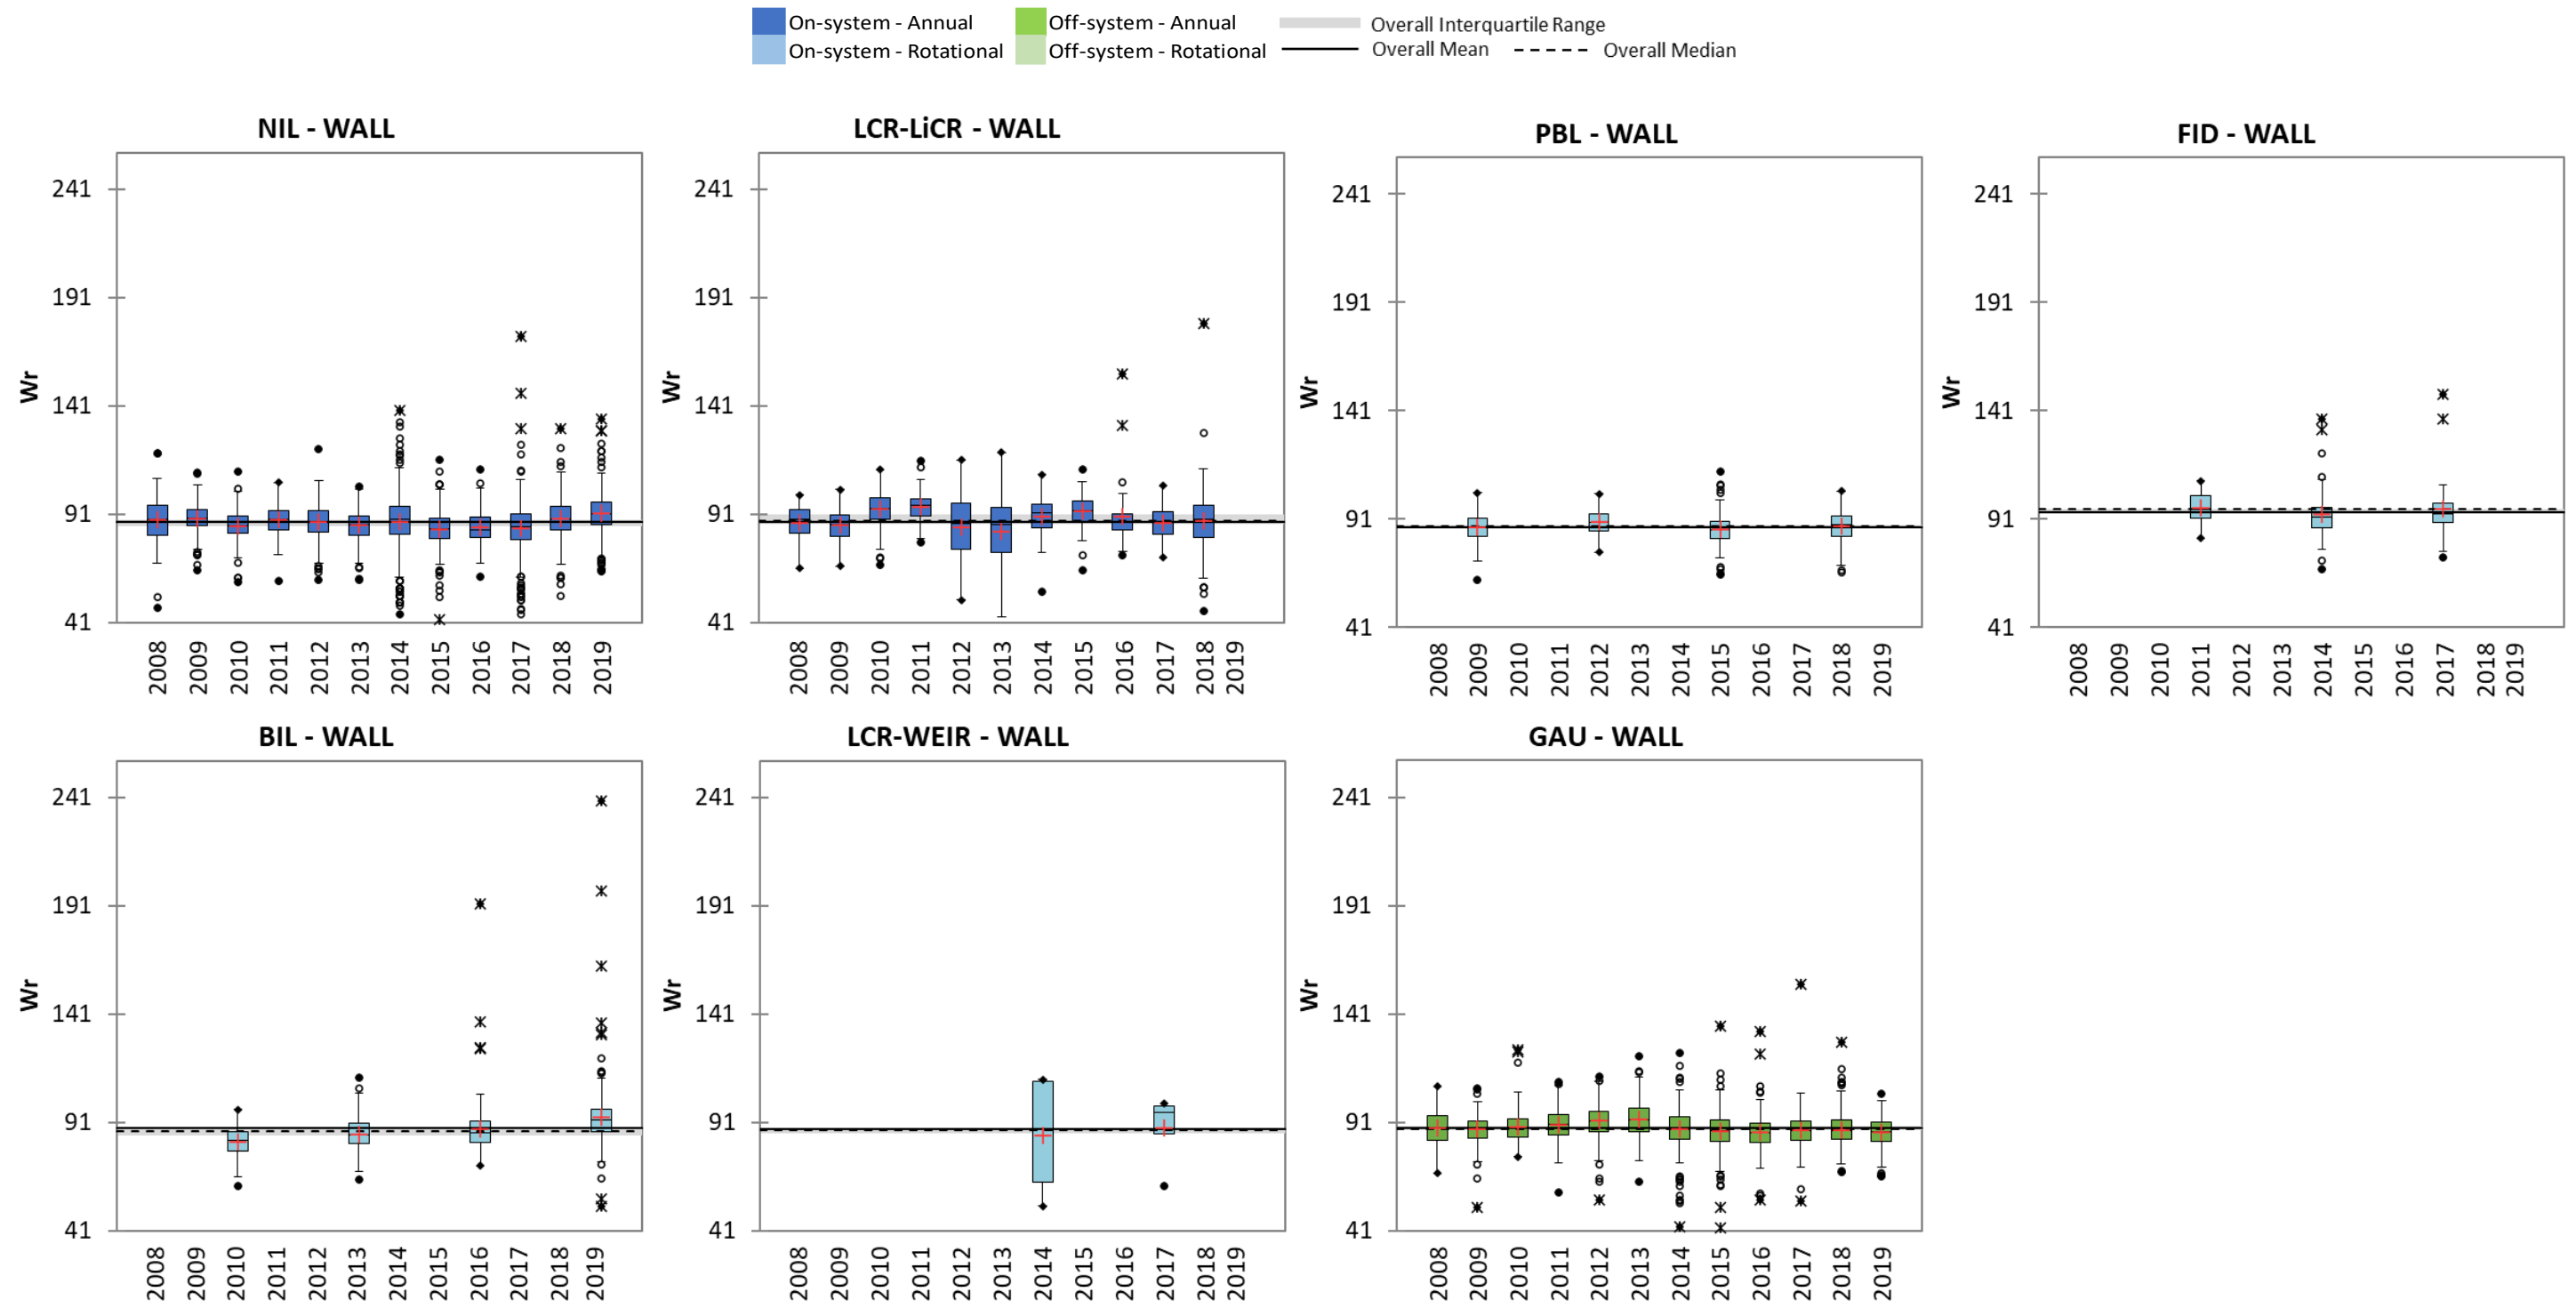 On-system - Annual Off-system - Annual Overall Interquartile Range
On-system - Rotational Off-system - Rotational Overall Mean Overall Median
NIL - WALL
Wr
241
191
141
91
41
2008 2009 2010 2011 2012 2013 2014 2015 2016 2017 2018 2019
LCR-LiCR - WALL
Wr
241
191
141
91
41
2008 2009 2010 2011 2012 2013 2014 2015 2016 2017 2018 2019
PBL - WALL
Wr
241
191
141
91
41
2008 2009 2010 2011 2012 2013 2014 2015 2016 2017 2018 2019
FID - WALL
Wr
241
191
141
91
41
2008 2009 2010 2011 2012 2013 2014 2015 2016 2017 2018 2019
BIL - WALL
Wr
241
191
141
91
41
2008 2009 2010 2011 2012 2013 2014 2015 2016 2017 2018 2019
LCR-WEIR - WALL
Wr
241
191
141
91
41
2008 2009 2010 2011 2012 2013 2014 2015 2016 2017 2018 2019
GAU - WALL
Wr
241
191
141
91
41
2008 2009 2010 2011 2012 2013 2014 2015 2016 2017 2018 2019